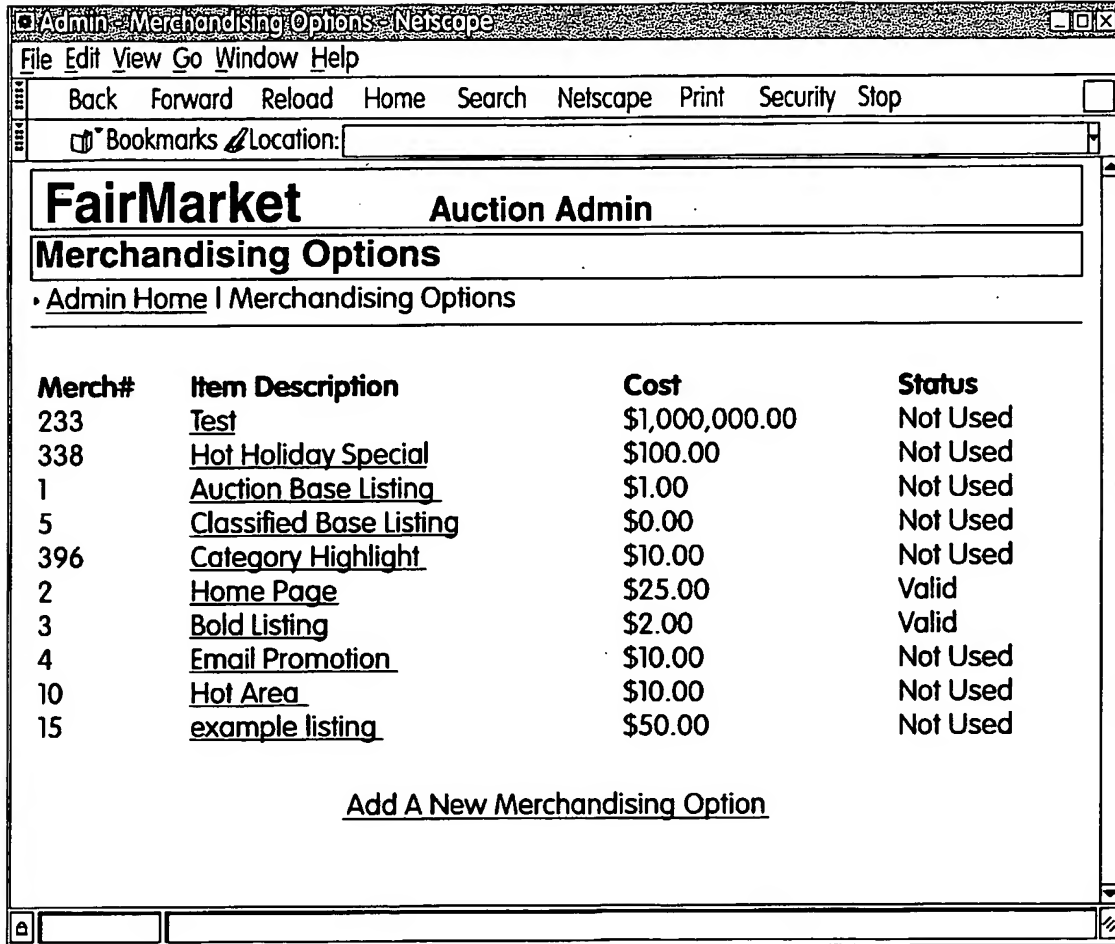 Admin - Merchandising Options - Netscape
File Edit View Go Window Help
Back Forward Reload Home Search Netscape Print Security Stop
Bookmarks Location:
FairMarket Auction Admin
Merchandising Options
Admin Home | Merchandising Options
Merch# Item Description Cost Status
233 Test $1,000,000.00 Not Used
338 Hot Holiday Special $100.00 Not Used
1 Auction Base Listing $1.00 Not Used
5 Classified Base Listing $0.00 Not Used
396 Category Highlight $10.00 Not Used
2 Home Page $25.00 Valid
3 Bold Listing $2.00 Valid
4 Email Promotion $10.00 Not Used
10 Hot Area $10.00 Not Used
15 example listing $50.00 Not Used
Add A New Merchandising Option